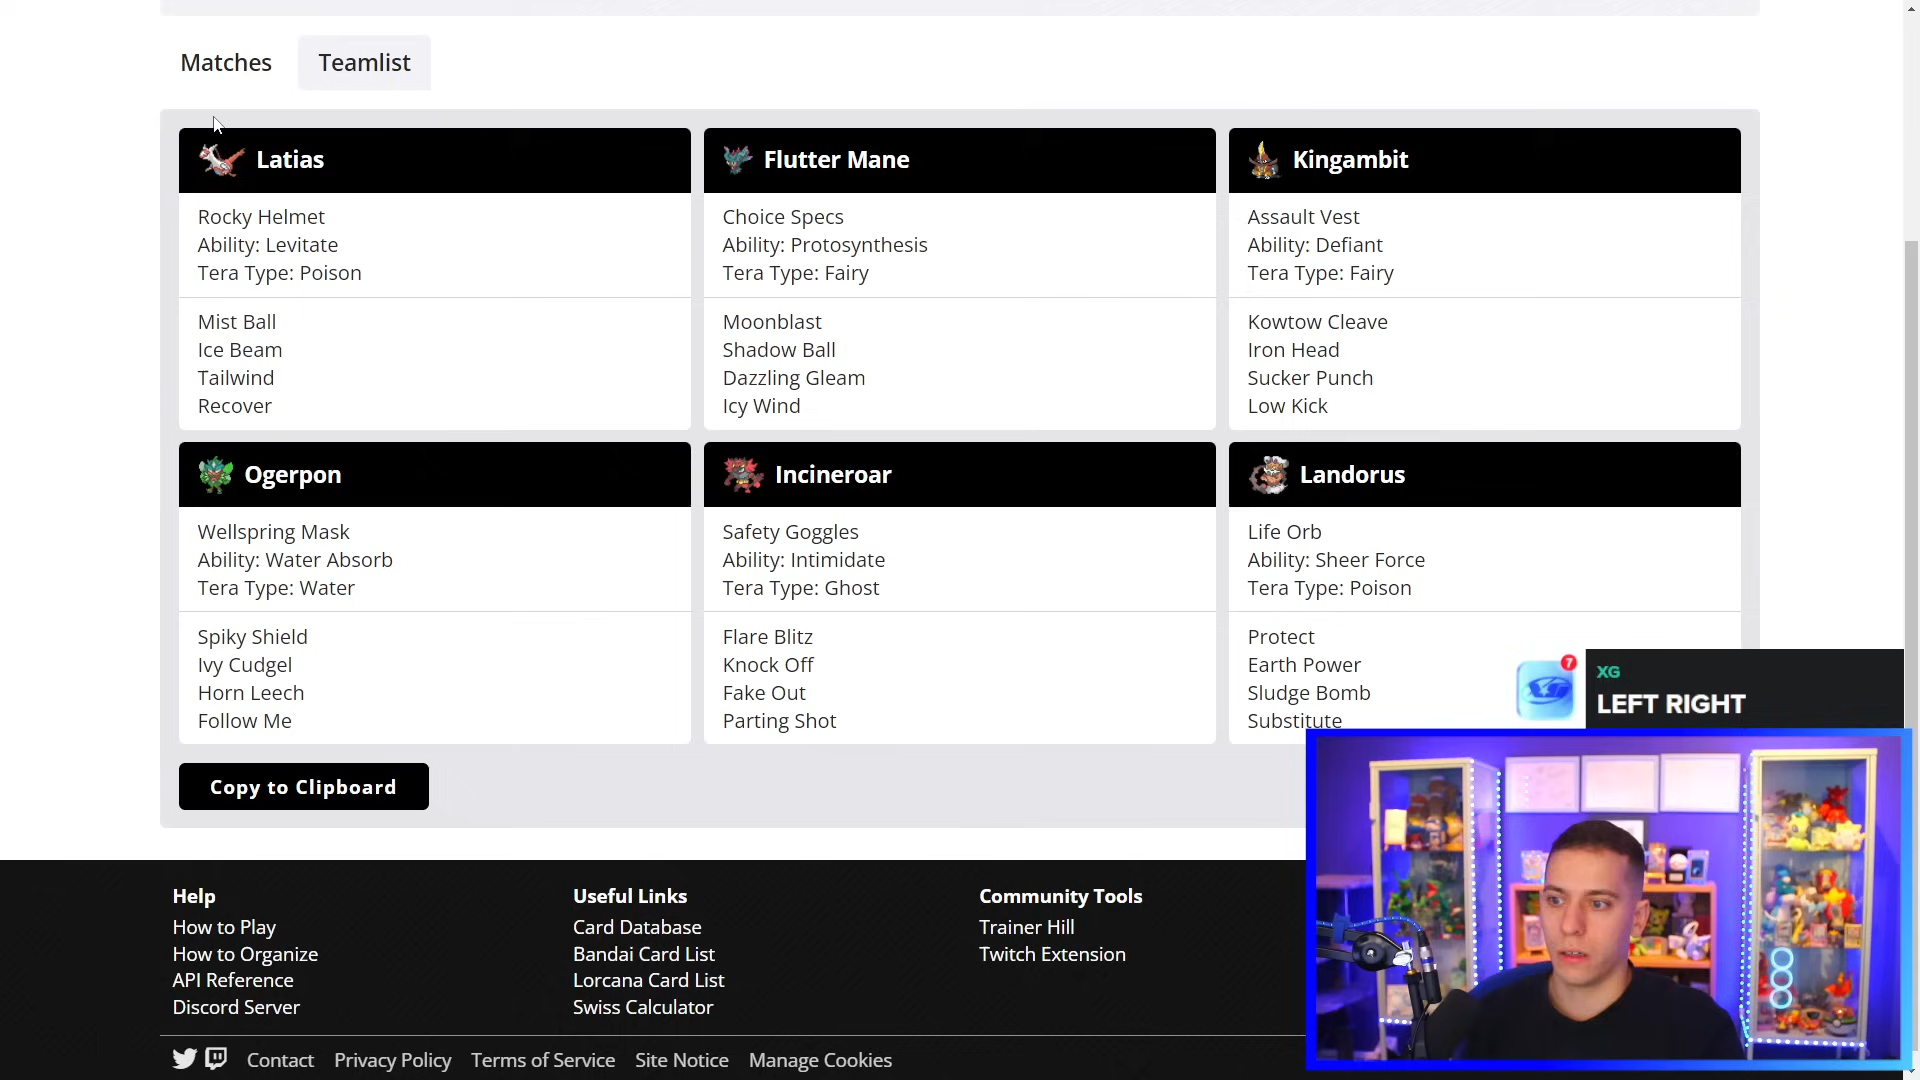 Matches
Teamlist
Latias
Rocky Helmet
Ability: Levitate
Tera Type: Poison
Mist Ball
Ice Beam
Tailwind
Recover
Flutter Mane
Choice Specs
Ability: Protosynthesis
Tera Type: Fairy
Moonblast
Shadow Ball
Dazzling Gleam
Icy Wind
Kingambit
Assault Vest
Ability: Defiant
Tera Type: Fairy
Kowtow Cleave
Iron Head
Sucker Punch
Low Kick
Ogerpon
Wellspring Mask
Ability: Water Absorb
Tera Type: Water
Spiky Shield
Ivy Cudgel
Horn Leech
Follow Me
Incineroar
Safety Goggles
Ability: Intimidate
Tera Type: Ghost
Flare Blitz
Knock Off
Fake Out
Parting Shot
Landorus
Life Orb
Ability: Sheer Force
Tera Type: Poison
Protect
Earth Power
Sludge Bomb
Substitute
7
XG
LEFT RIGHT
Copy to Clipboard
Help
How to Play
How to Organize
API Reference
Discord Server
Useful Links
Card Database
Bandai Card List
Lorcana Card List
Swiss Calculator
Community Tools
Trainer Hill
Twitch Extension
Contact
Privacy Policy
Terms of Service
Site Notice
Manage Cookies